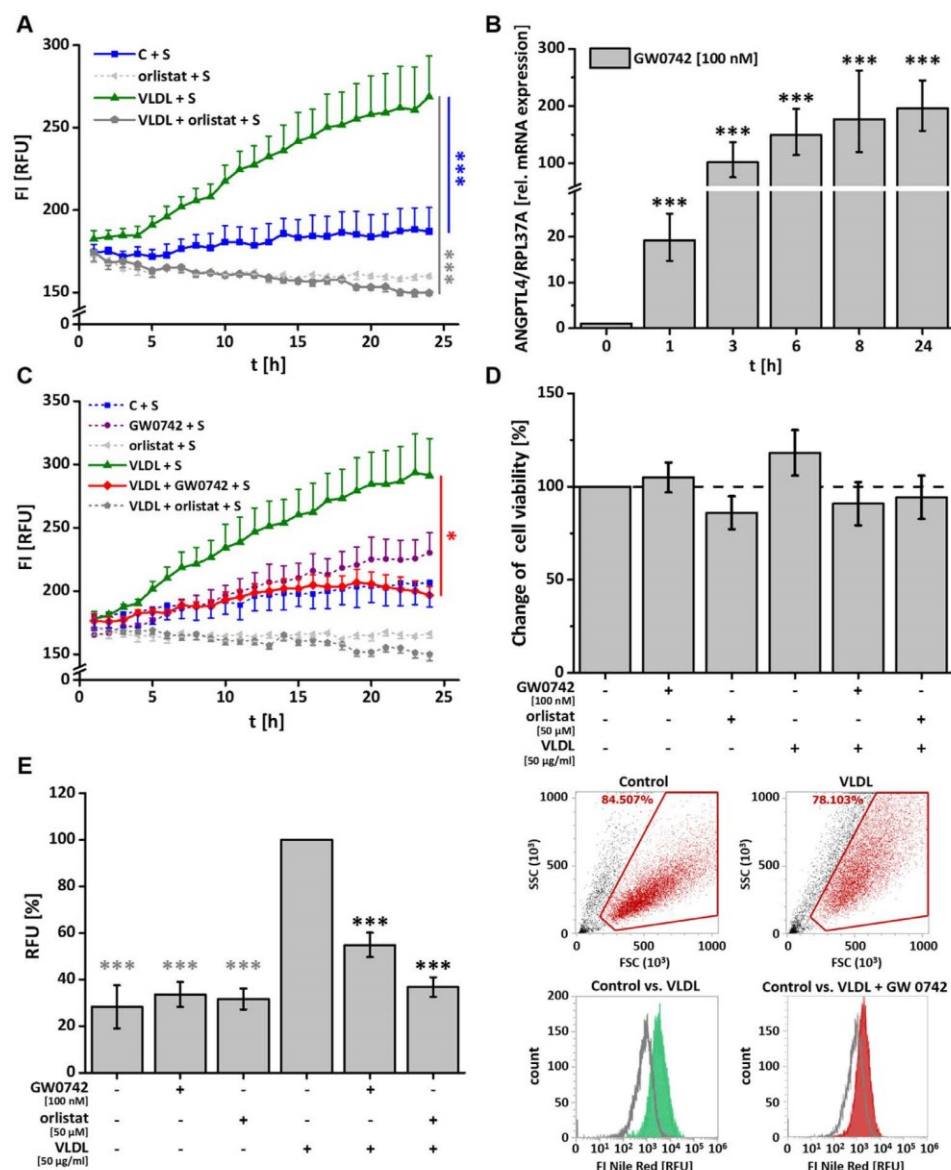 A
C + S
orlistat + S
VLDL + S
VLDL + orlistat + S
FI [RFU]
300
250
200
150
0
0 5 10 15 20 25
t [h]
***
***
B
GW0742 [100 nM]
ANGPTL4/RPL37A [rel. mRNA expression]
300
200
100
20
10
0
*** *** *** *** ***
0 1 3 6 8 24
t [h]
C
C + S
GW0742 + S
orlistat + S
VLDL + S
VLDL + GW0742 + S
VLDL + orlistat + S
FI [RFU]
350
300
250
200
150
0
0 5 10 15 20 25
t [h]
*
D
Change of cell viability [%]
150
100
50
0
GW0742 - + - - + -
[100 nM]
orlistat - - + - - +
[50 µM]
VLDL - - - + + +
[50 µg/ml]
E
RFU [%]
120
100
80
60
40
20
0
*** *** *** *** ***
GW0742 - + - - + -
[100 nM]
orlistat - - + - - +
[50 µM]
VLDL - - - + + +
[50 µg/ml]
Control
84.507%
SSC (10³)
1000
500
0
0 500 1000
FSC (10³)
VLDL
78.103%
SSC (10³)
1000
500
0
0 500 1000
FSC (10³)
Control vs. VLDL
count
200
150
100
50
0
0 10¹ 10² 10³ 10⁴ 10⁵ 10⁶
FI Nile Red [RFU]
Control vs. VLDL + GW 0742
count
200
150
100
50
0
0 10¹ 10² 10³ 10⁴ 10⁵ 10⁶
FI Nile Red [RFU]